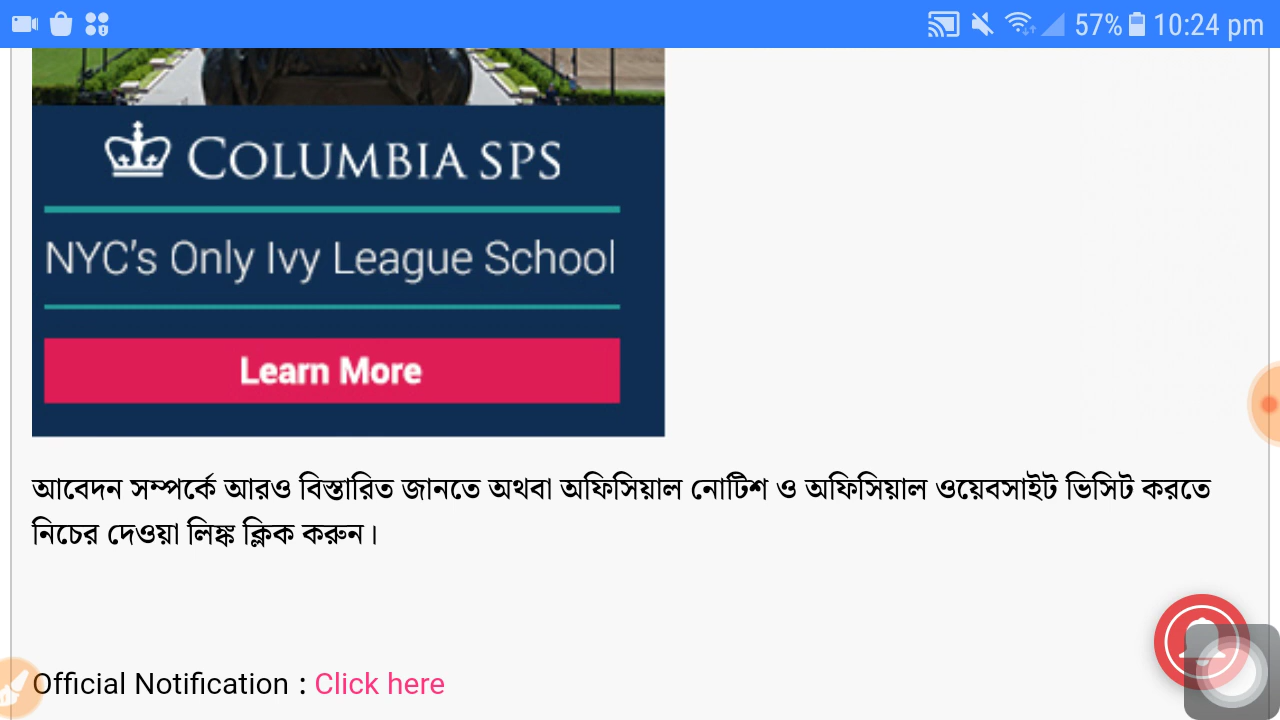 57% 10:24 pm
COLUMBIA SPS
NYC's Only Ivy League School
Learn More
আবেদন সম্পর্কে আরও বিস্তারিত জানতে অথবা অফিসিয়াল নোটিশ ও অফিসিয়াল ওয়েবসাইট ভিসিট করতে
নিচের দেওয়া লিঙ্ক ক্লিক করুন।
Official Notification : Click here